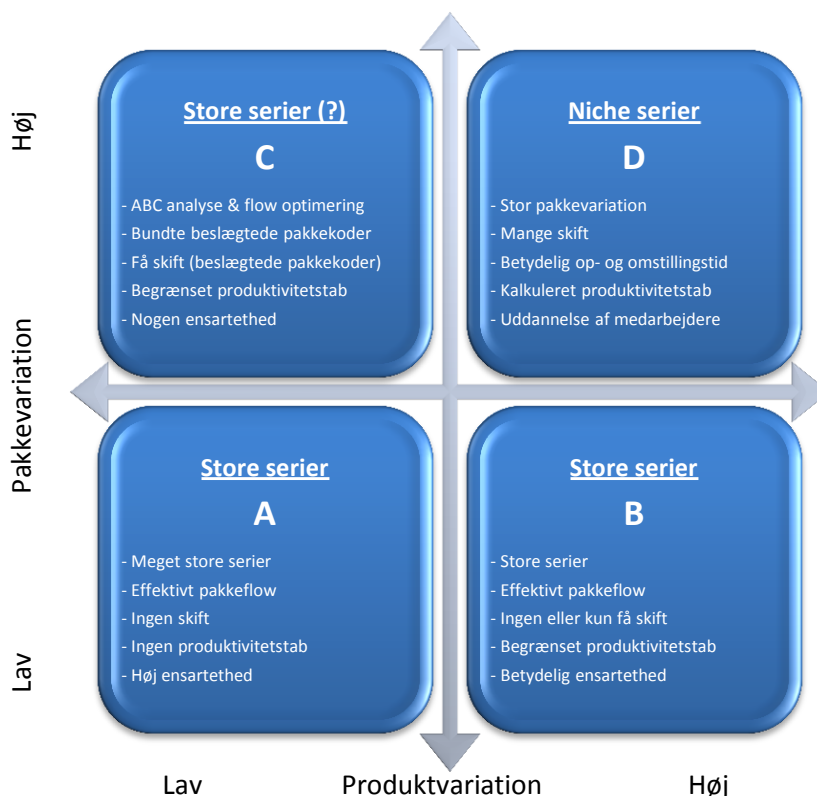 Høj
Store serier (?)
C
- ABC analyse & flow optimering
- Bundte beslægtede pakkekoder
- Få skift (beslægtede pakkekoder)
- Begrænset produktivitetstab
- Nogen ensartethed
Niche serier
D
- Stor pakkevariation
- Mange skift
- Betydelig op- og omstillingstid
- Kalkuleret produktivitetstab
- Uddannelse af medarbejdere
Pakkevariation
Store serier
A
- Meget store serier
- Effektivt pakkeflow
- Ingen skift
- Ingen produktivitetstab
- Høj ensartethed
Store serier
B
- Store serier
- Effektivt pakkeflow
- Ingen eller kun få skift
- Begrænset produktivitetstab
- Betydelig ensartethed
Lav
Lav
Produktvariation
Høj